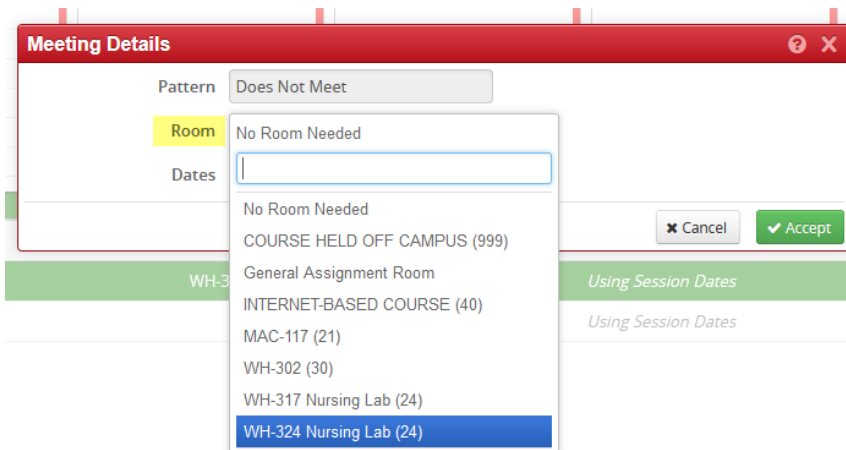 Meeting Details
Pattern Does Not Meet
Room No Room Needed
Dates
No Room Needed
COURSE HELD OFF CAMPUS (999)
General Assignment Room
INTERNET-BASED COURSE (40)
MAC-117 (21)
WH-302 (30)
WH-317 Nursing Lab (24)
WH-324 Nursing Lab (24)
Cancel Accept
WH-3 Using Session Dates
Using Session Dates